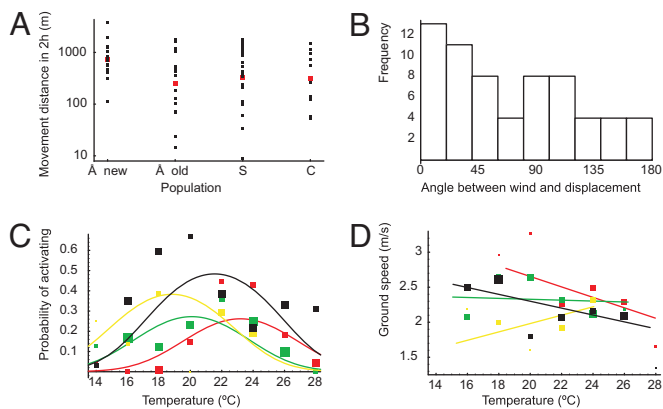 A
Movement distance in 2h (m)
1000
100
10
Å new
Å old
S
C
Population
B
Frequency
12
10
8
6
4
2
0
45
90
135
180
Angle between wind and displacement
C
Probability of activating
0.6
0.5
0.4
0.3
0.2
0.1
14
16
18
20
22
24
26
28
Temperature (ºC)
D
Ground speed (m/s)
3
2.5
2
1.5
14
16
18
20
22
24
26
28
Temperature (ºC)